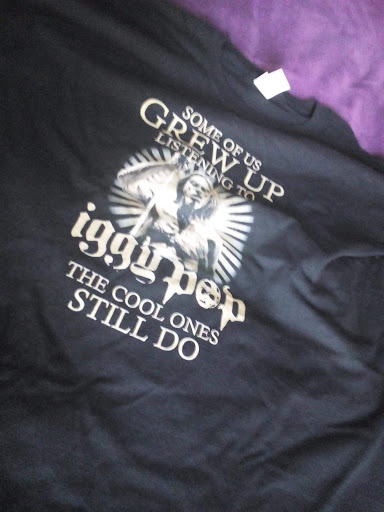 SOME OF US
GREW UP
LISTENING TO
iggy pop
THE COOL ONES
STILL DO